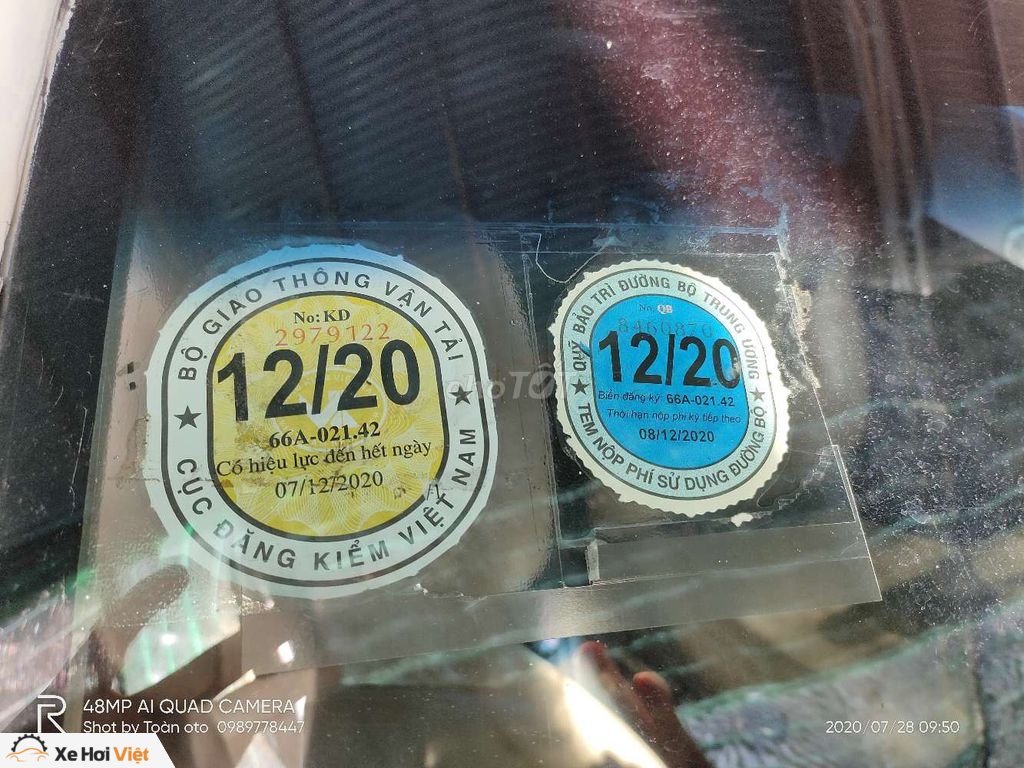 BỘ GIAO THÔNG VẬN TẢI
No: KD
2979122
12/20
66A-021.42
Có hiệu lực đến hết ngày
07/12/2020
CỤC ĐĂNG KIỂM VIỆT NAM
QUỸ BẢO TRÌ ĐƯỜNG BỘ TRUNG ƯƠNG
No: QB
8460870
12/20
Biển đăng ký: 66A-021.42
Thời hạn nộp phí kỳ tiếp theo
08/12/2020
TEM NỘP PHÍ SỬ DỤNG ĐƯỜNG BỘ
chợTỐT
R
48MP AI QUAD CAMERA
Shot by Toàn oto 0989778447
2020/07/28 09:50
Xe Hơi Việt